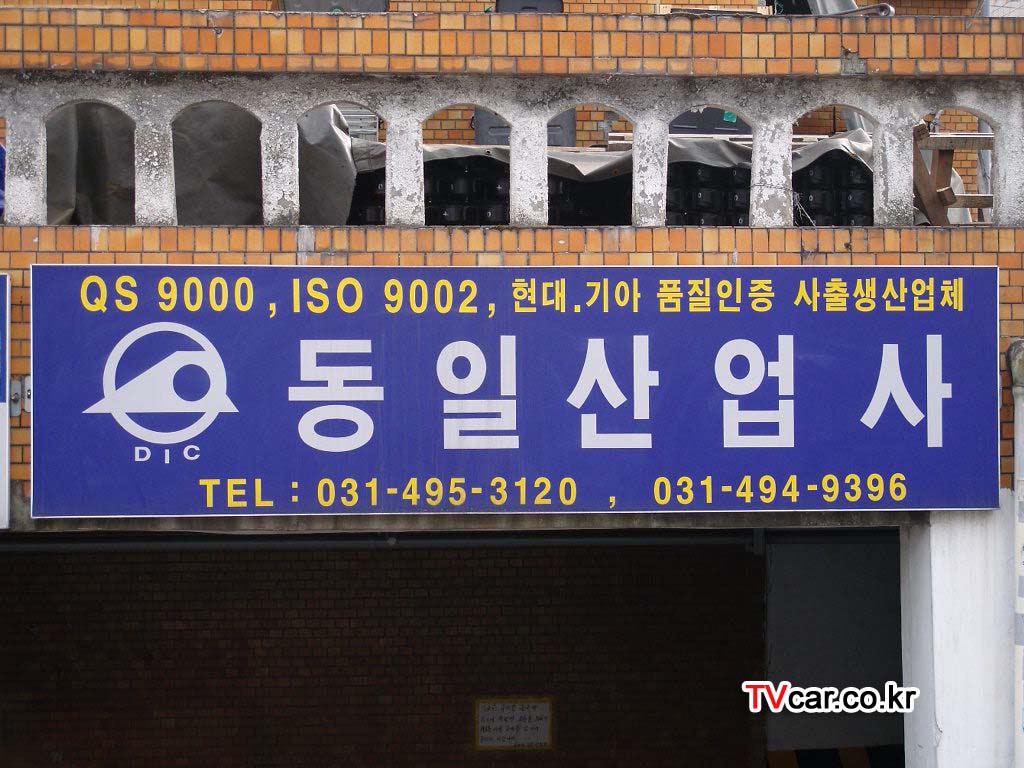 QS 9000, ISO 9002, 현대.기아 품질인증 사출생산업체
동일산업사
DIC
TEL : 031-495-3120 , 031-494-9396
TVcar.co.kr